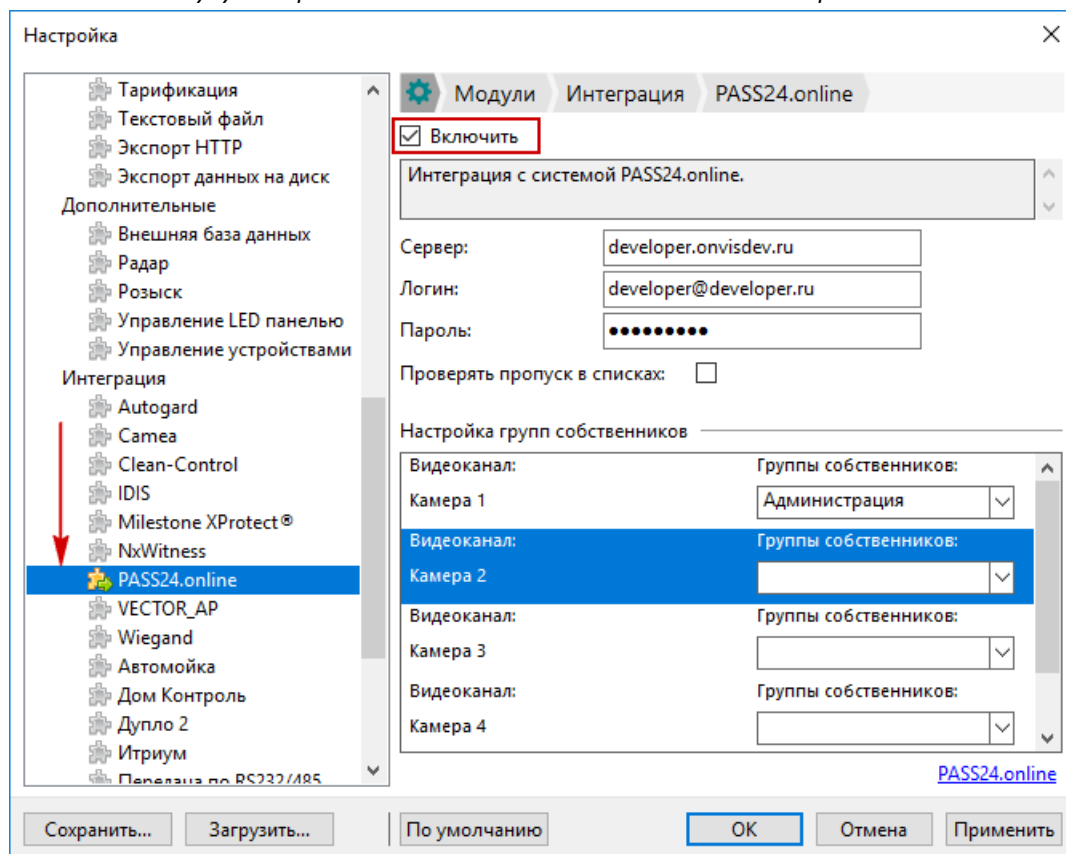 Настройка
Тарификация
Текстовый файл
Экспорт HTTP
Экспорт данных на диск
Дополнительные
Внешняя база данных
Радар
Розыск
Управление LED панелью
Управление устройствами
Интеграция
Autogard
Camea
Clean-Control
IDIS
Milestone XProtect®
NxWitness
PASS24.online
VECTOR_AP
Wiegand
Автомойка
Дом Контроль
Дупло 2
Итриум
Передача по RS232/485
Модули Интеграция PASS24.online
Включить
Интеграция с системой PASS24.online.
Сервер: developer.onvisdev.ru
Логин: developer@developer.ru
Пароль: •••••••••
Проверять пропуск в списках:
Настройка групп собственников
Видеоканал: Группы собственников:
Камера 1 Администрация
Видеоканал: Группы собственников:
Камера 2
Видеоканал: Группы собственников:
Камера 3
Видеоканал: Группы собственников:
Камера 4
PASS24.online
Сохранить... Загрузить... По умолчанию OK Отмена Применить